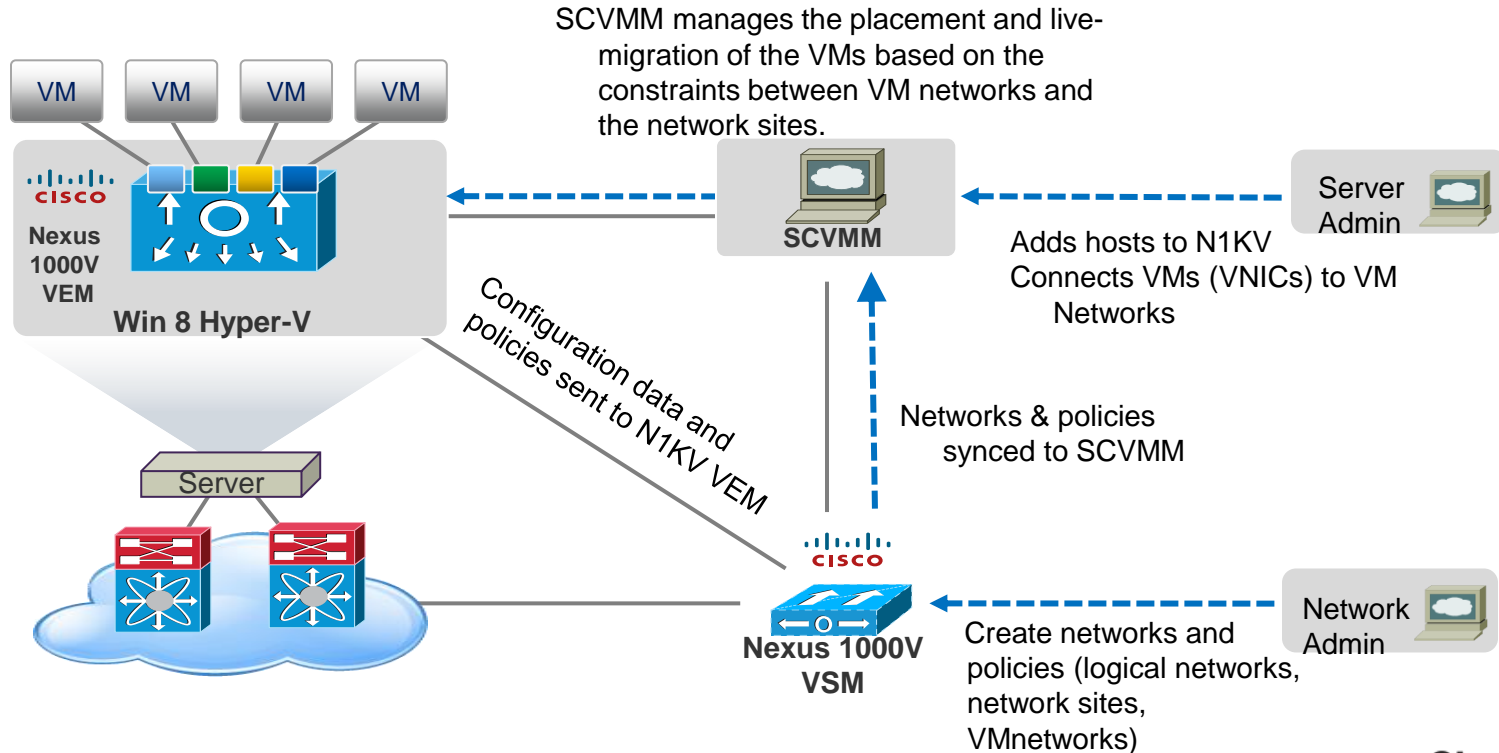 SCVMM manages the placement and live-
migration of the VMs based on the
constraints between VM networks and
the network sites.
VM
VM
VM
VM
CISCO
Nexus
1000V
VEM
Win 8 Hyper-V
SCVMM
Server
Admin
Adds hosts to N1KV
Connects VMs (VNICs) to VM
Networks
Configuration data and
policies sent to N1KV VEM
Networks & policies
synced to SCVMM
Server
CISCO
Nexus 1000V
VSM
Network
Admin
Create networks and
policies (logical networks,
network sites,
VMnetworks)